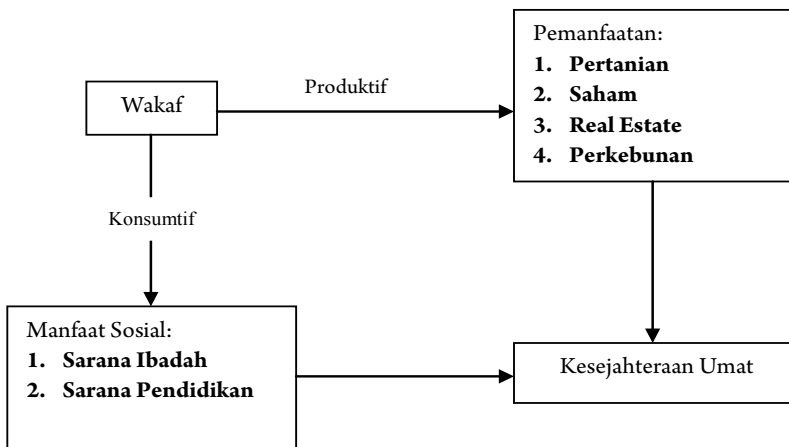 Pemanfaatan:
1. Pertanian
2. Saham
3. Real Estate
4. Perkebunan
Wakaf
Produktif
Konsumtif
Manfaat Sosial:
1. Sarana Ibadah
2. Sarana Pendidikan
Kesejahteraan Umat